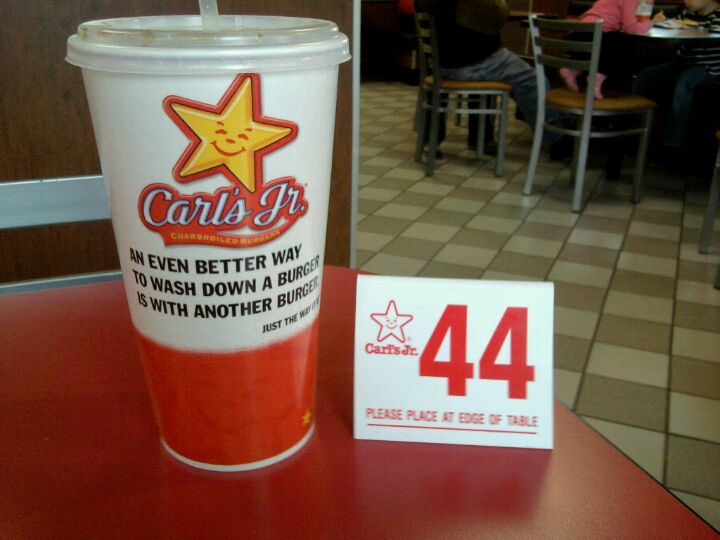 Carl's Jr.
CHARBROILED BURGERS
AN EVEN BETTER WAY
TO WASH DOWN A BURGER
IS WITH ANOTHER BURGER.
JUST THE WAY IT'S
Carl's Jr.
44
PLEASE PLACE AT EDGE OF TABLE